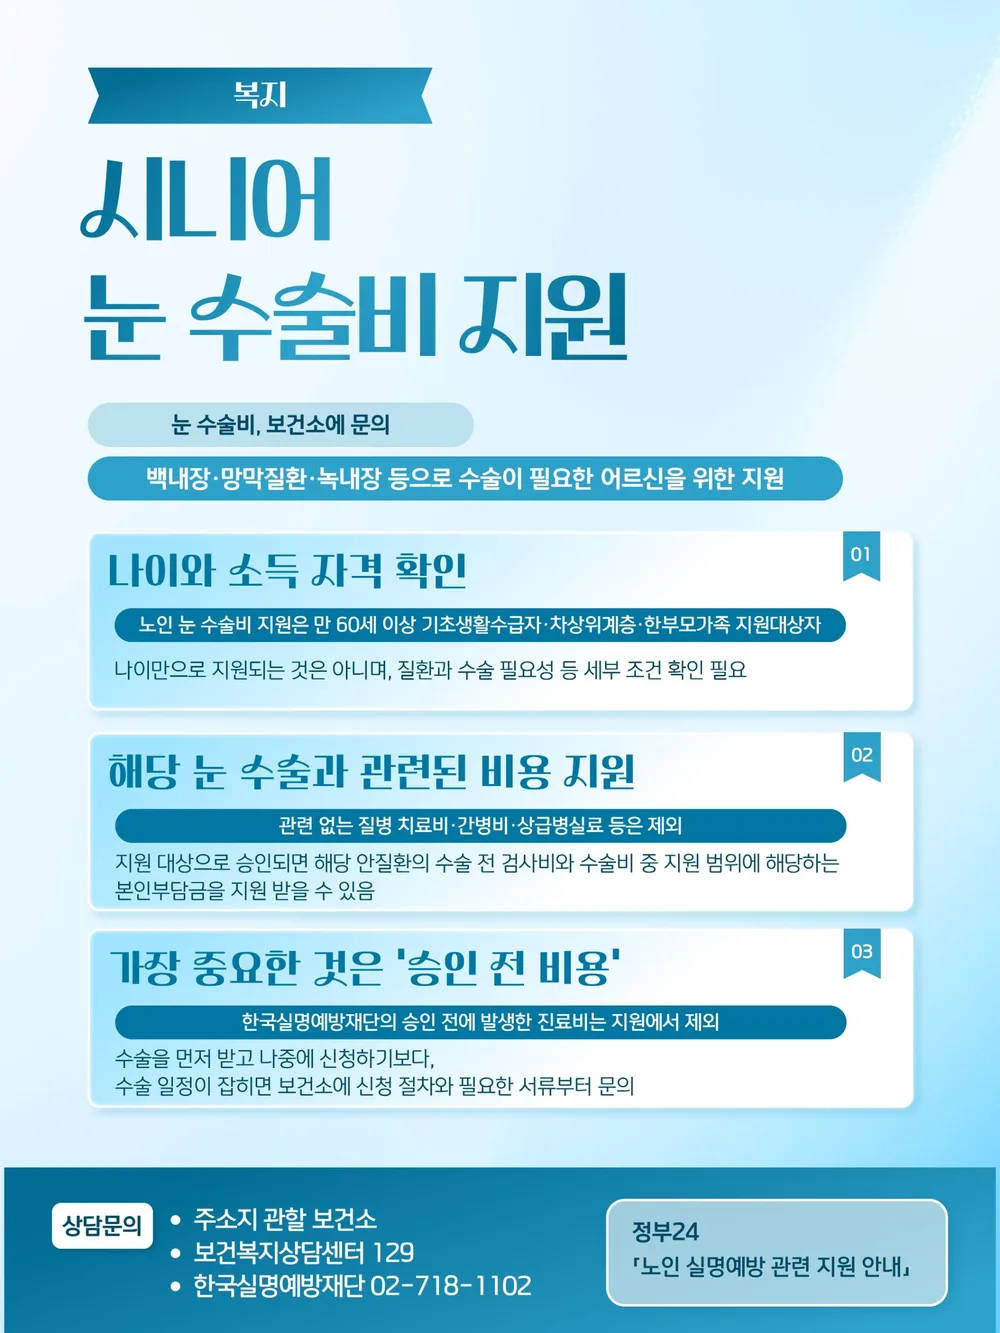 복지
시니어
눈 수술비 지원
눈 수술비, 보건소에 문의
백내장·망막질환·녹내장 등으로 수술이 필요한 어르신을 위한 지원
01
나이와 소득 자격 확인
노인 눈 수술비 지원은 만 60세 이상 기초생활수급자·차상위계층·한부모가족 지원대상자
나이만으로 지원되는 것은 아니며, 질환과 수술 필요성 등 세부 조건 확인 필요
02
해당 눈 수술과 관련된 비용 지원
관련 없는 질병 치료비·간병비·상급병실료 등은 제외
지원 대상으로 승인되면 해당 안질환의 수술 전 검사비와 수술비 중 지원 범위에 해당하는
본인부담금을 지원 받을 수 있음
03
가장 중요한 것은 '승인 전 비용'
한국실명예방재단의 승인 전에 발생한 진료비는 지원에서 제외
수술을 먼저 받고 나중에 신청하기보다,
수술 일정이 잡히면 보건소에 신청 절차와 필요한 서류부터 문의
상담문의
• 주소지 관할 보건소
• 보건복지상담센터 129
• 한국실명예방재단 02-718-1102
정부24
「노인 실명예방 관련 지원 안내」